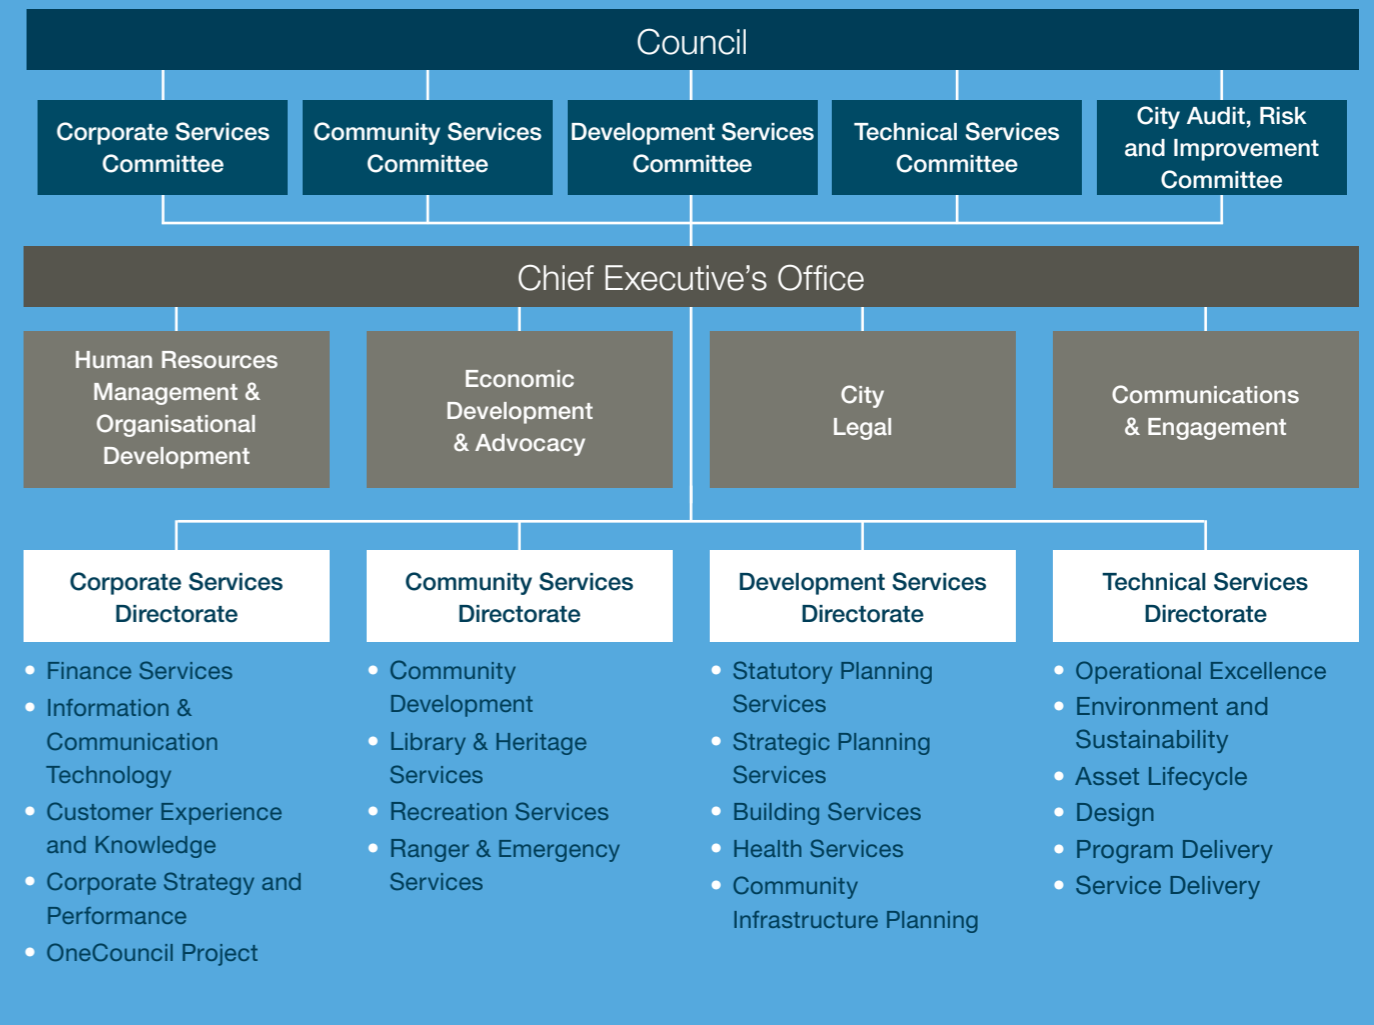 Council
Corporate Services
Committee
Community Services
Committee
Development Services
Committee
Technical Services
Committee
City Audit, Risk
and Improvement
Committee
Chief Executive’s Office
Human Resources
Management &
Organisational
Development
Economic
Development
& Advocacy
City
Legal
Communications
& Engagement
Corporate Services
Directorate
• Finance Services
• Information &
Communication
Technology
• Customer Experience
and Knowledge
• Corporate Strategy and
Performance
• OneCouncil Project
Community Services
Directorate
• Community
Development
• Library & Heritage
Services
• Recreation Services
• Ranger & Emergency
Services
Development Services
Directorate
• Statutory Planning
Services
• Strategic Planning
Services
• Building Services
• Health Services
• Community
Infrastructure Planning
Technical Services
Directorate
• Operational Excellence
• Environment and
Sustainability
• Asset Lifecycle
• Design
• Program Delivery
• Service Delivery